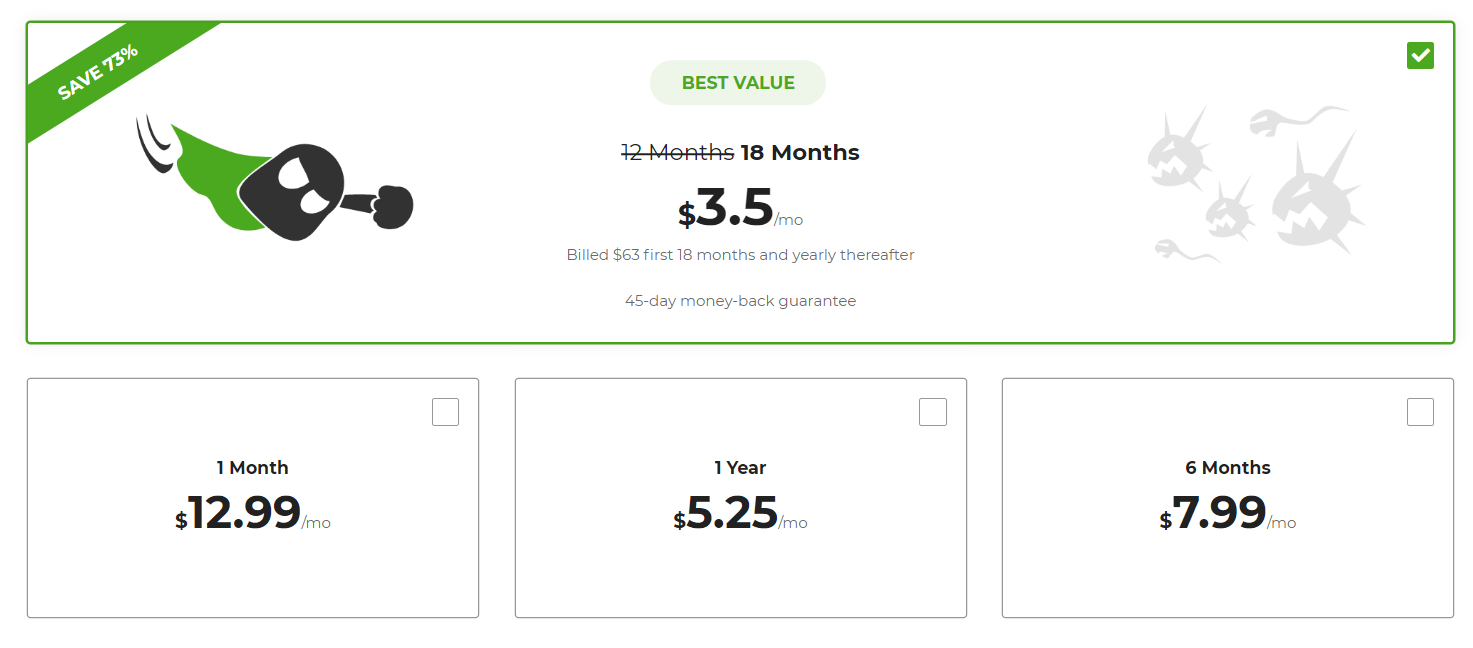 SAVE 73%
BEST VALUE
12 Months 18 Months
$3.5/mo
Billed $63 first 18 months and yearly thereafter
45-day money-back guarantee
1 Month
$12.99/mo
1 Year
$5.25/mo
6 Months
$7.99/mo